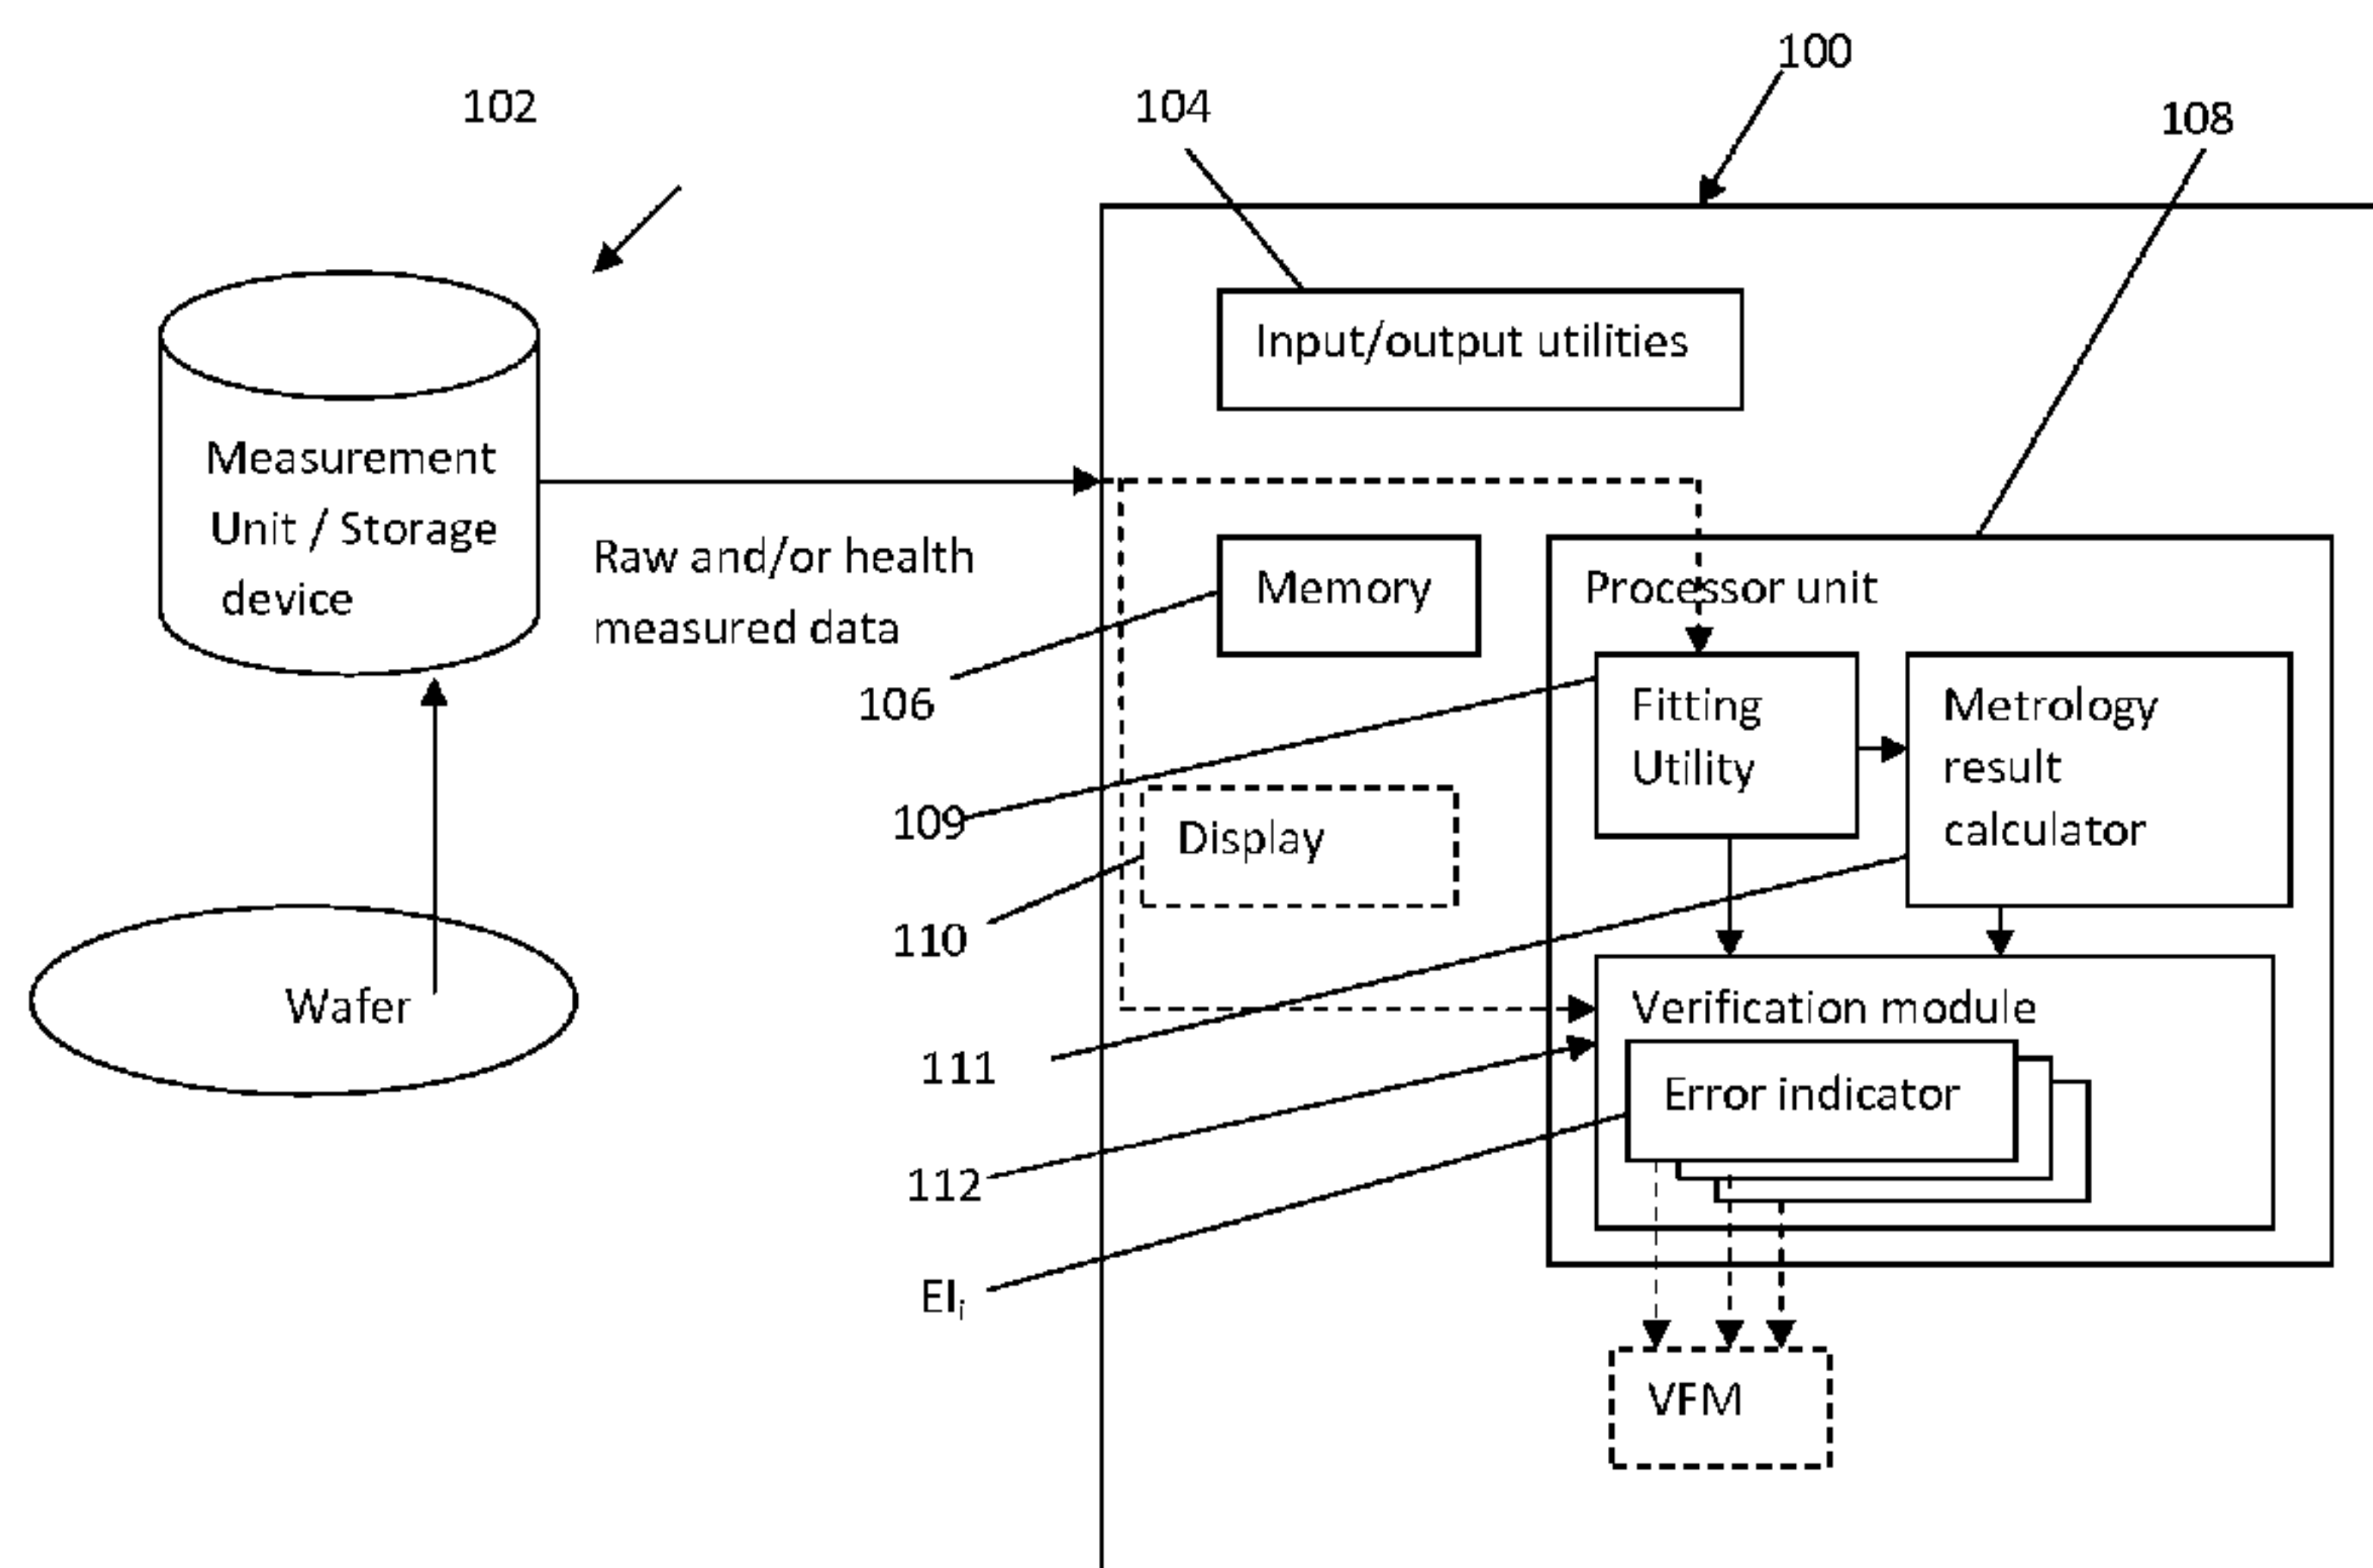 100
102
104
108
Input/output utilities
Measurement
Unit / Storage
device
Raw and/or health
measured data
Memory
Processor unit
106
Fitting
Utility
Metrology
result
calculator
109
Display
110
Wafer
Verification module
111
Error indicator
112
EIi
VFM